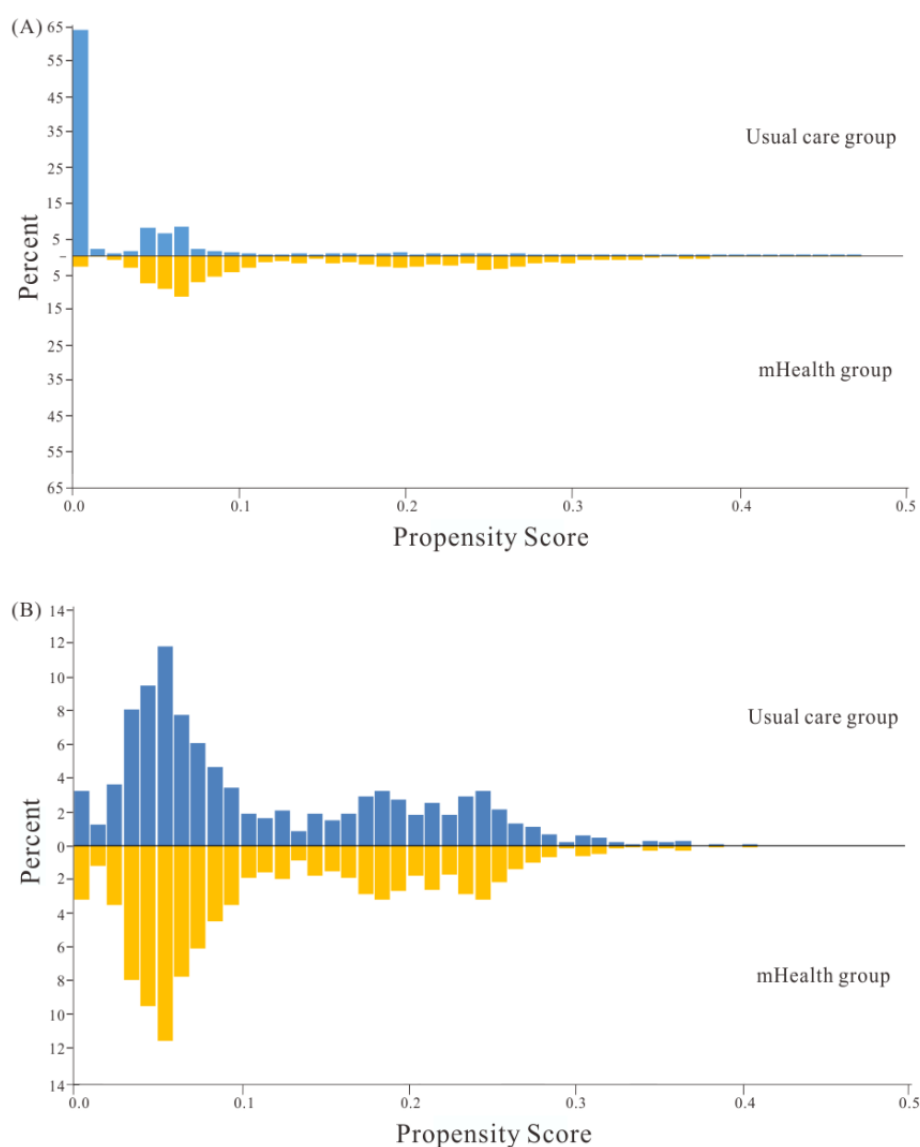 (A)
65
55
45
35
25
15
5
5
15
25
35
45
55
65
Percent
Usual care group
mHealth group
0.0 0.1 0.2 0.3 0.4 0.5
Propensity Score
(B)
14
12
10
8
6
4
2
0
2
4
6
8
10
12
14
Percent
Usual care group
mHealth group
0.0 0.1 0.2 0.3 0.4 0.5
Propensity Score